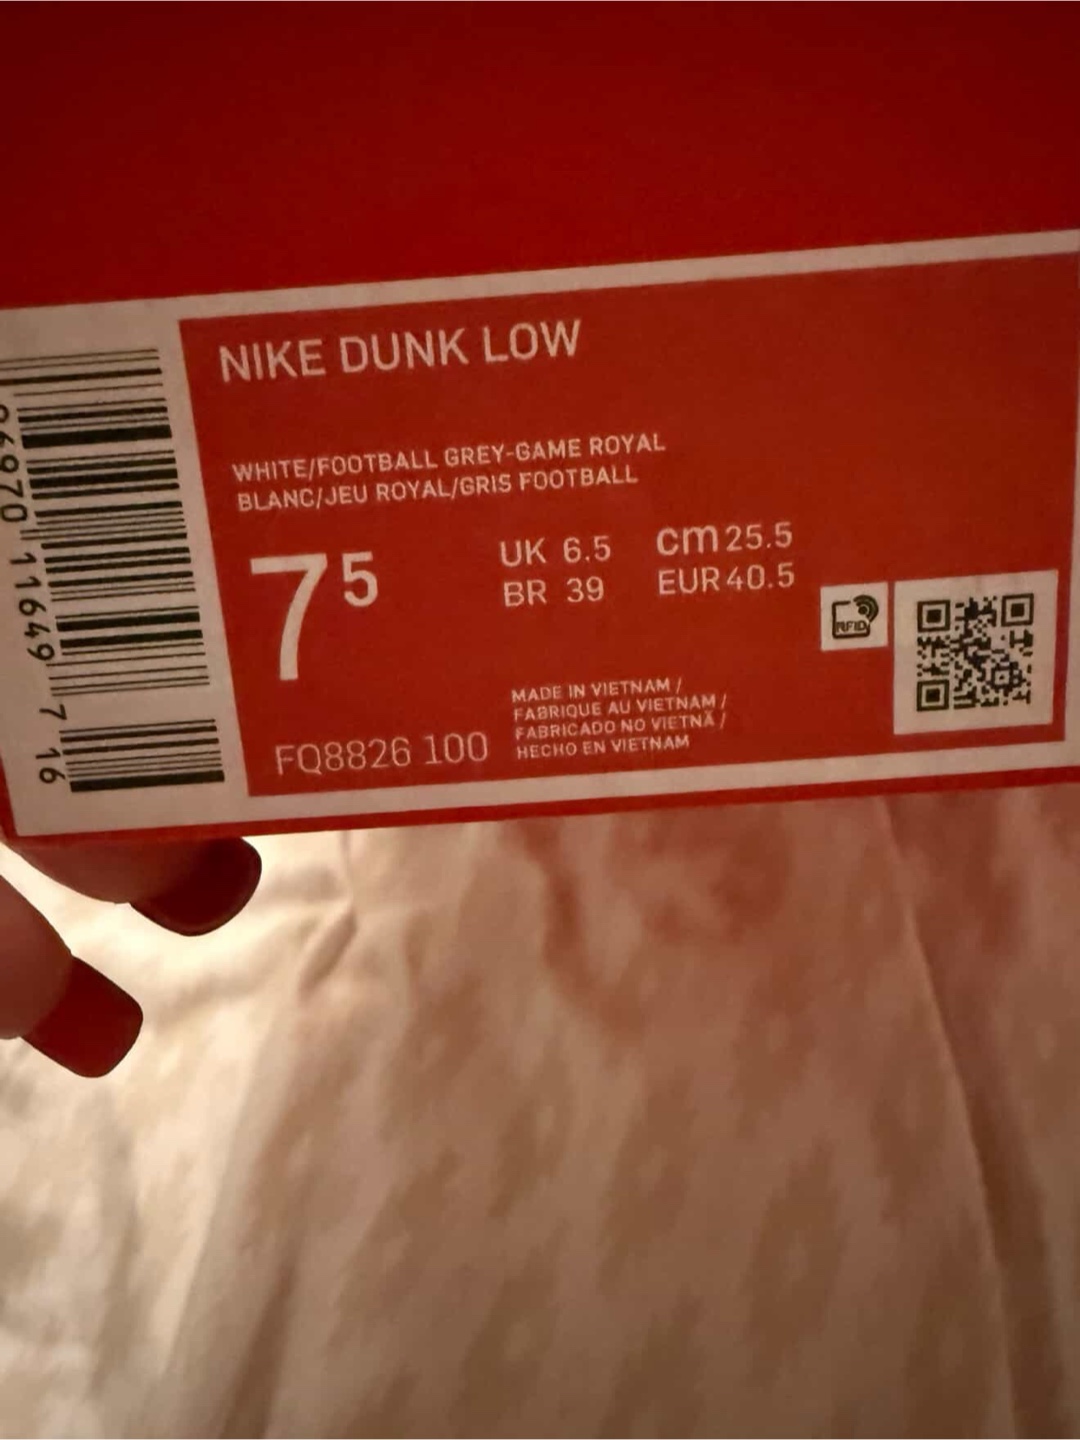 NIKE DUNK LOW
WHITE/FOOTBALL GREY-GAME ROYAL
BLANC/JEU ROYAL/GRIS FOOTBALL
7 5
UK 6.5
BR 39
cm 25.5
EUR 40.5
RFID
MADE IN VIETNAM /
FABRIQUE AU VIETNAM /
FABRICADO NO VIETNÃ /
HECHO EN VIETNAM
FQ8826 100
96970 11649 7 16